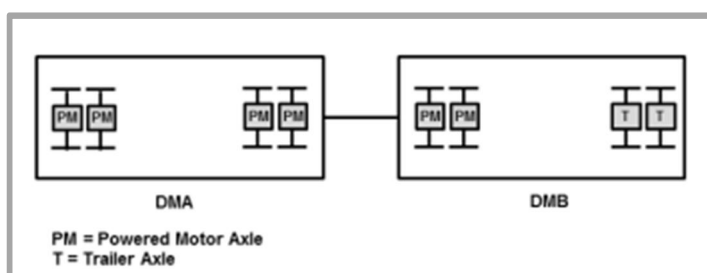 PM PM PM PM PM PM T T
DMA DMB
PM = Powered Motor Axle
T = Trailer Axle